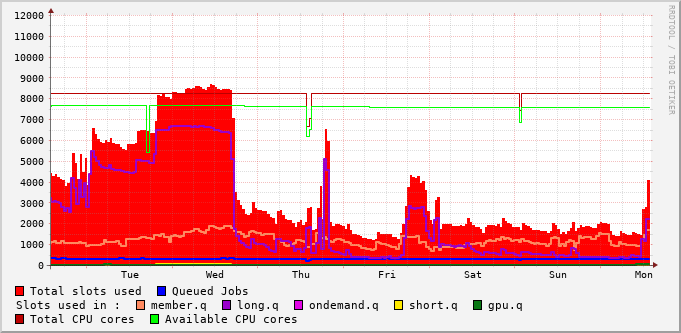 12000
11000
10000
9000
8000
7000
6000
5000
4000
3000
2000
1000
0
Tue Wed Thu Fri Sat Sun Mon
RRDTOOL / TOBI OETIKER
Total slots used Queued Jobs
Slots used in : member.q long.q ondemand.q short.q gpu.q
Total CPU cores Available CPU cores